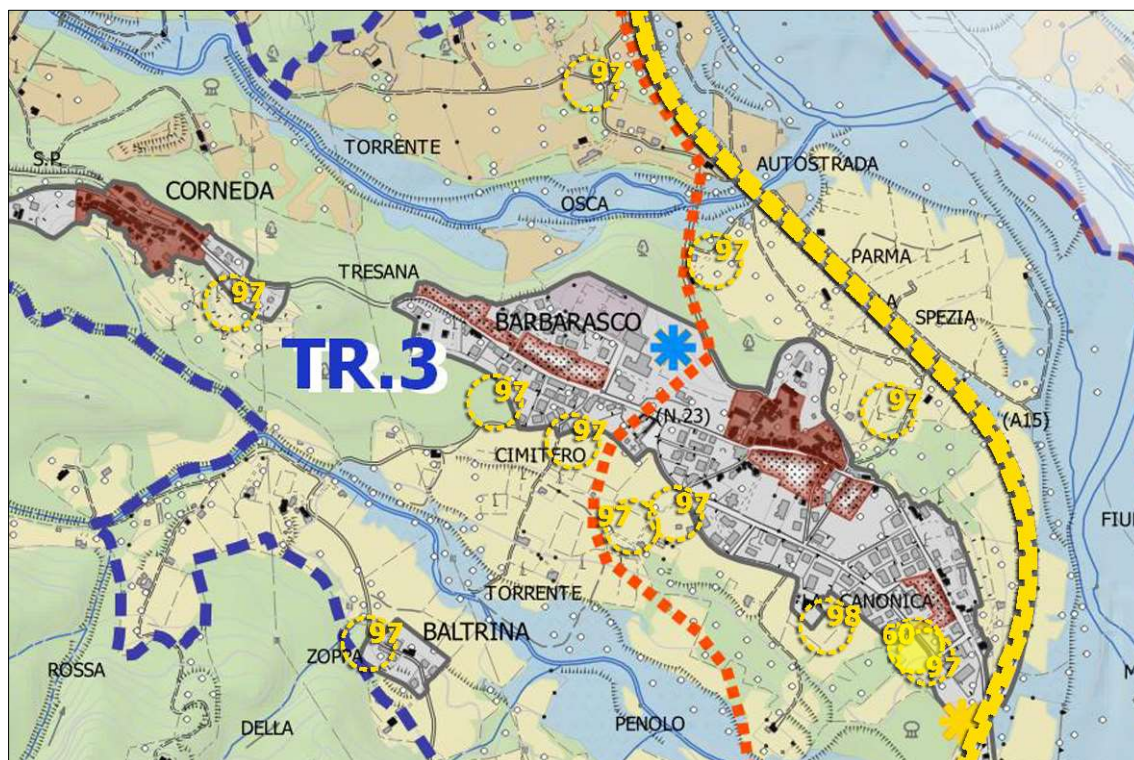 97
TORRENTE
S.P.
AUTOSTRADA
CORNEDA
OSCA
97
PARMA
TRESANA
97
A
SPEZIA
BARBARASCO
TR.3
97
97
(N.23)
(A15)
97
CIMITERO
97
97
TORRENTE
CANONICA
98
BALTRINA
97
60
ZOPPA
97
ROSSA
PENOLO
DELLA